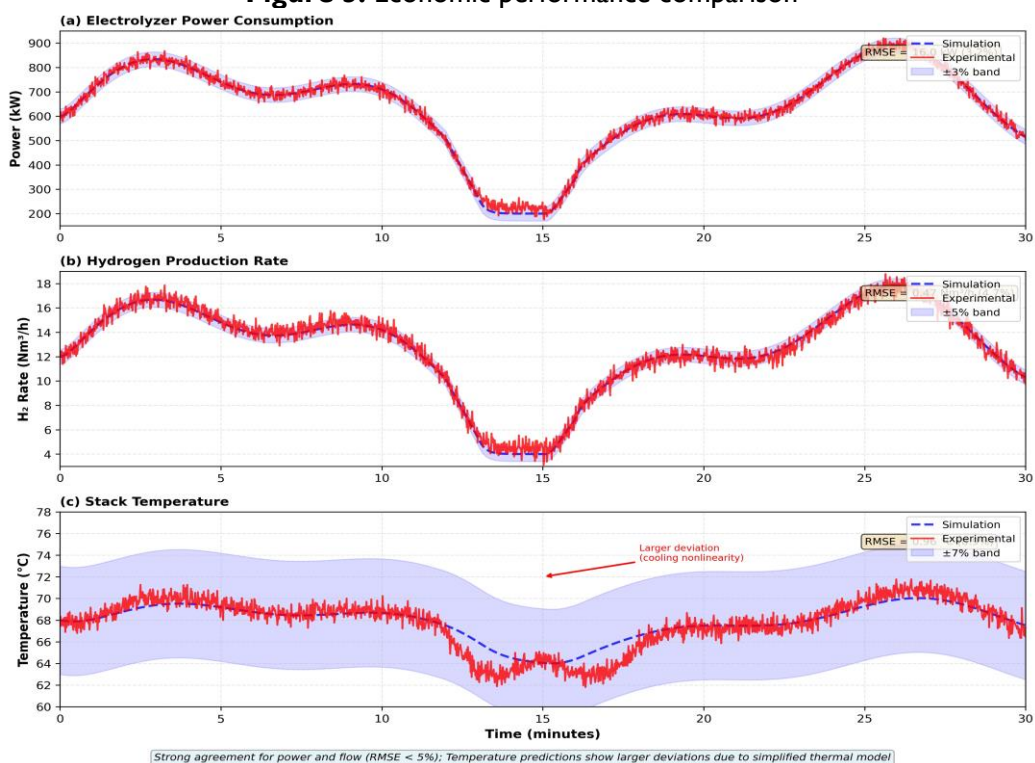 Figure 5. Economic performance comparison
(a) Electrolyzer Power Consumption
Power (kW)
900
800
700
600
500
400
300
200
0
5
10
15
20
25
30
RMSE =
Simulation
Experimental
±3% band
(b) Hydrogen Production Rate
H₂ Rate (Nm³/h)
18
16
14
12
10
8
6
4
0
5
10
15
20
25
30
RMSE =
Simulation
Experimental
±5% band
(c) Stack Temperature
Temperature (°C)
78
76
74
72
70
68
66
64
62
60
0
5
10
15
20
25
30
Larger deviation
(cooling nonlinearity)
RMSE =
Simulation
Experimental
±7% band
Time (minutes)
Strong agreement for power and flow (RMSE < 5%); Temperature predictions show larger deviations due to simplified thermal model